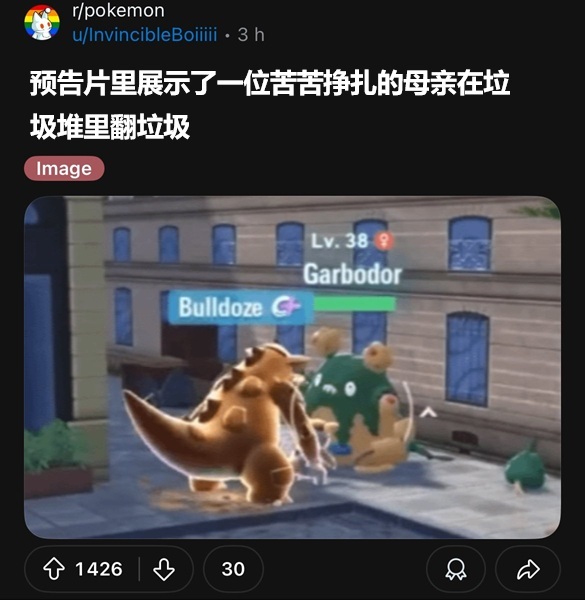 r/pokemon
u/InvincibleBoiiiii • 3 h
预告片里展示了一位苦苦挣扎的母亲在垃
圾堆里翻垃圾
Image
Lv. 38 ♀
Garbodor
Bulldoze
1426
30